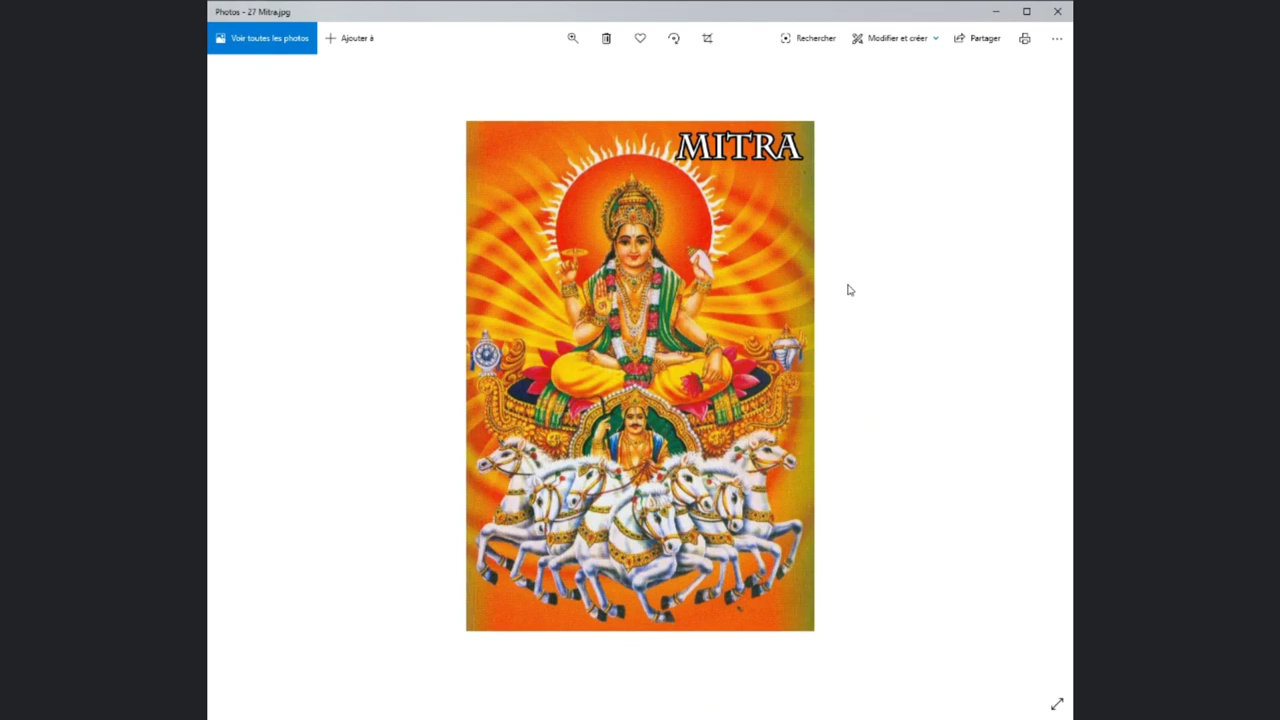 Photos - 27 Mitra.jpg
Voir toutes les photos
Ajouter à
Rechercher
Modifier et créer
Partager
MITRA